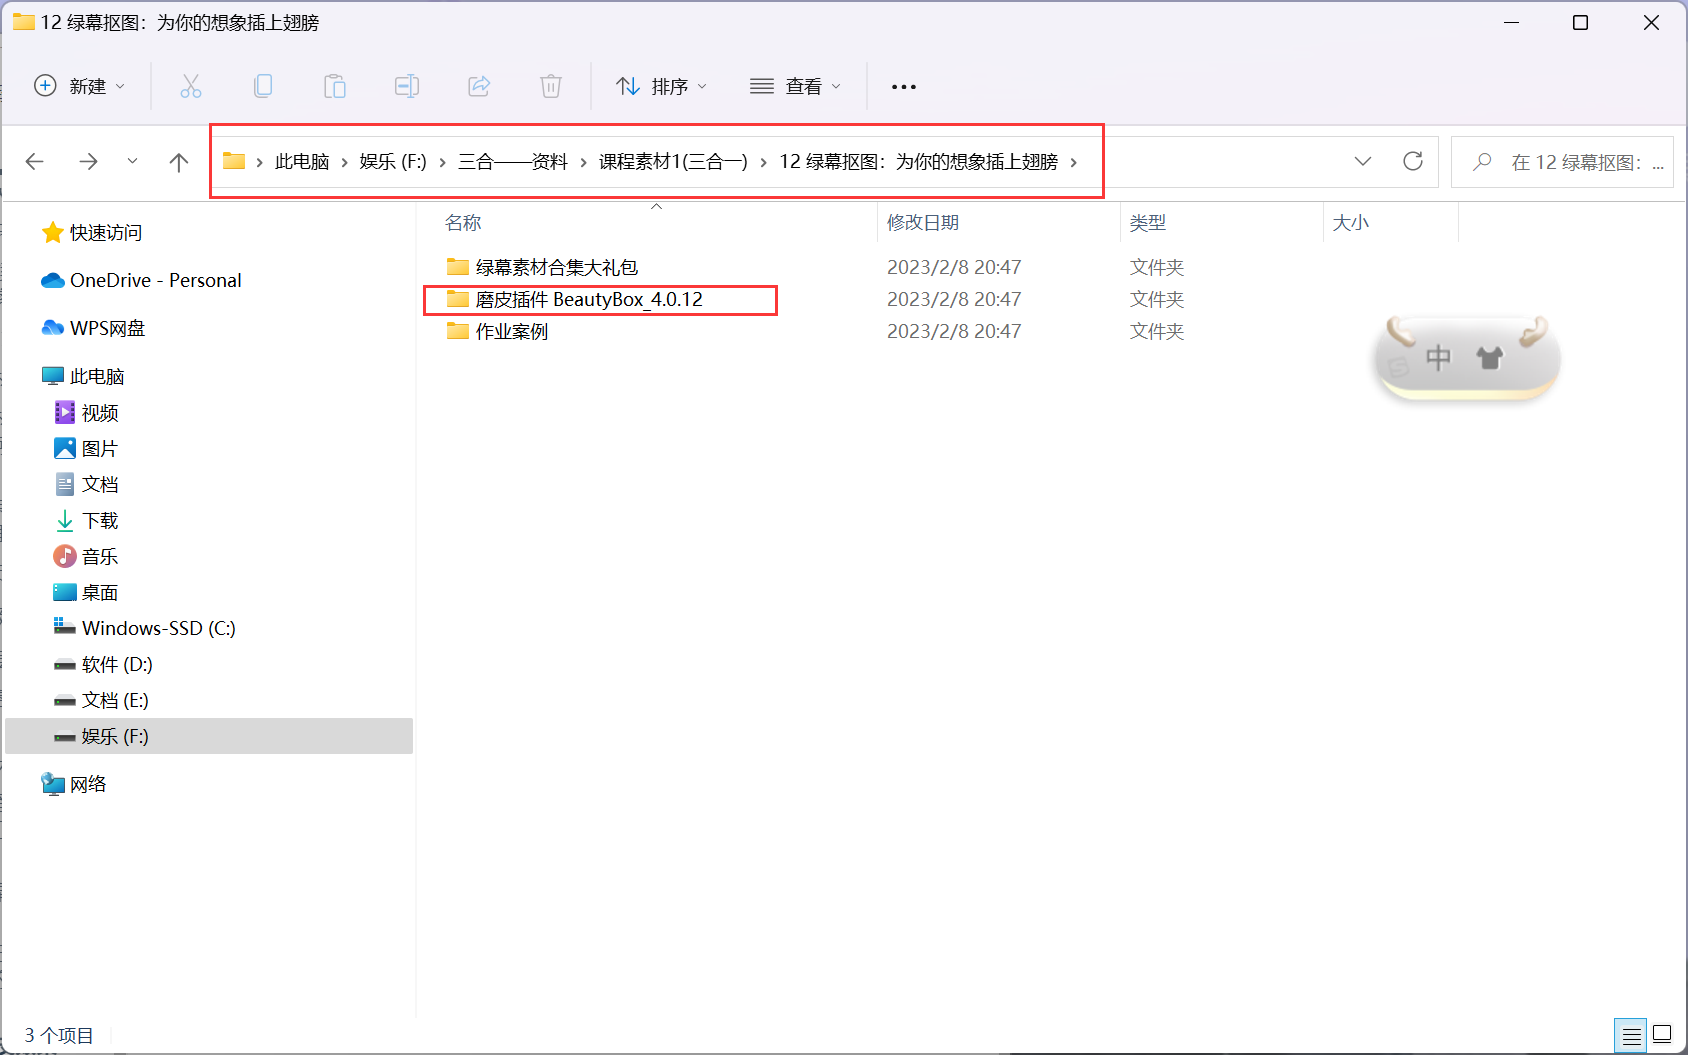 12 绿幕抠图：为你的想象插上翅膀
新建 排序 查看
此电脑 娱乐 (F:) 三合——资料 课程素材1(三合一) 12 绿幕抠图：为你的想象插上翅膀 在 12 绿幕抠图： ...
名称 修改日期 类型 大小
快速访问
OneDrive - Personal
WPS网盘
此电脑
视频
图片
文档
下载
音乐
桌面
Windows-SSD (C:)
软件 (D:)
文档 (E:)
娱乐 (F:)
网络
绿幕素材合集大礼包 2023/2/8 20:47 文件夹
磨皮插件 BeautyBox_4.0.12 2023/2/8 20:47 文件夹
作业案例 2023/2/8 20:47 文件夹
中
3 个项目